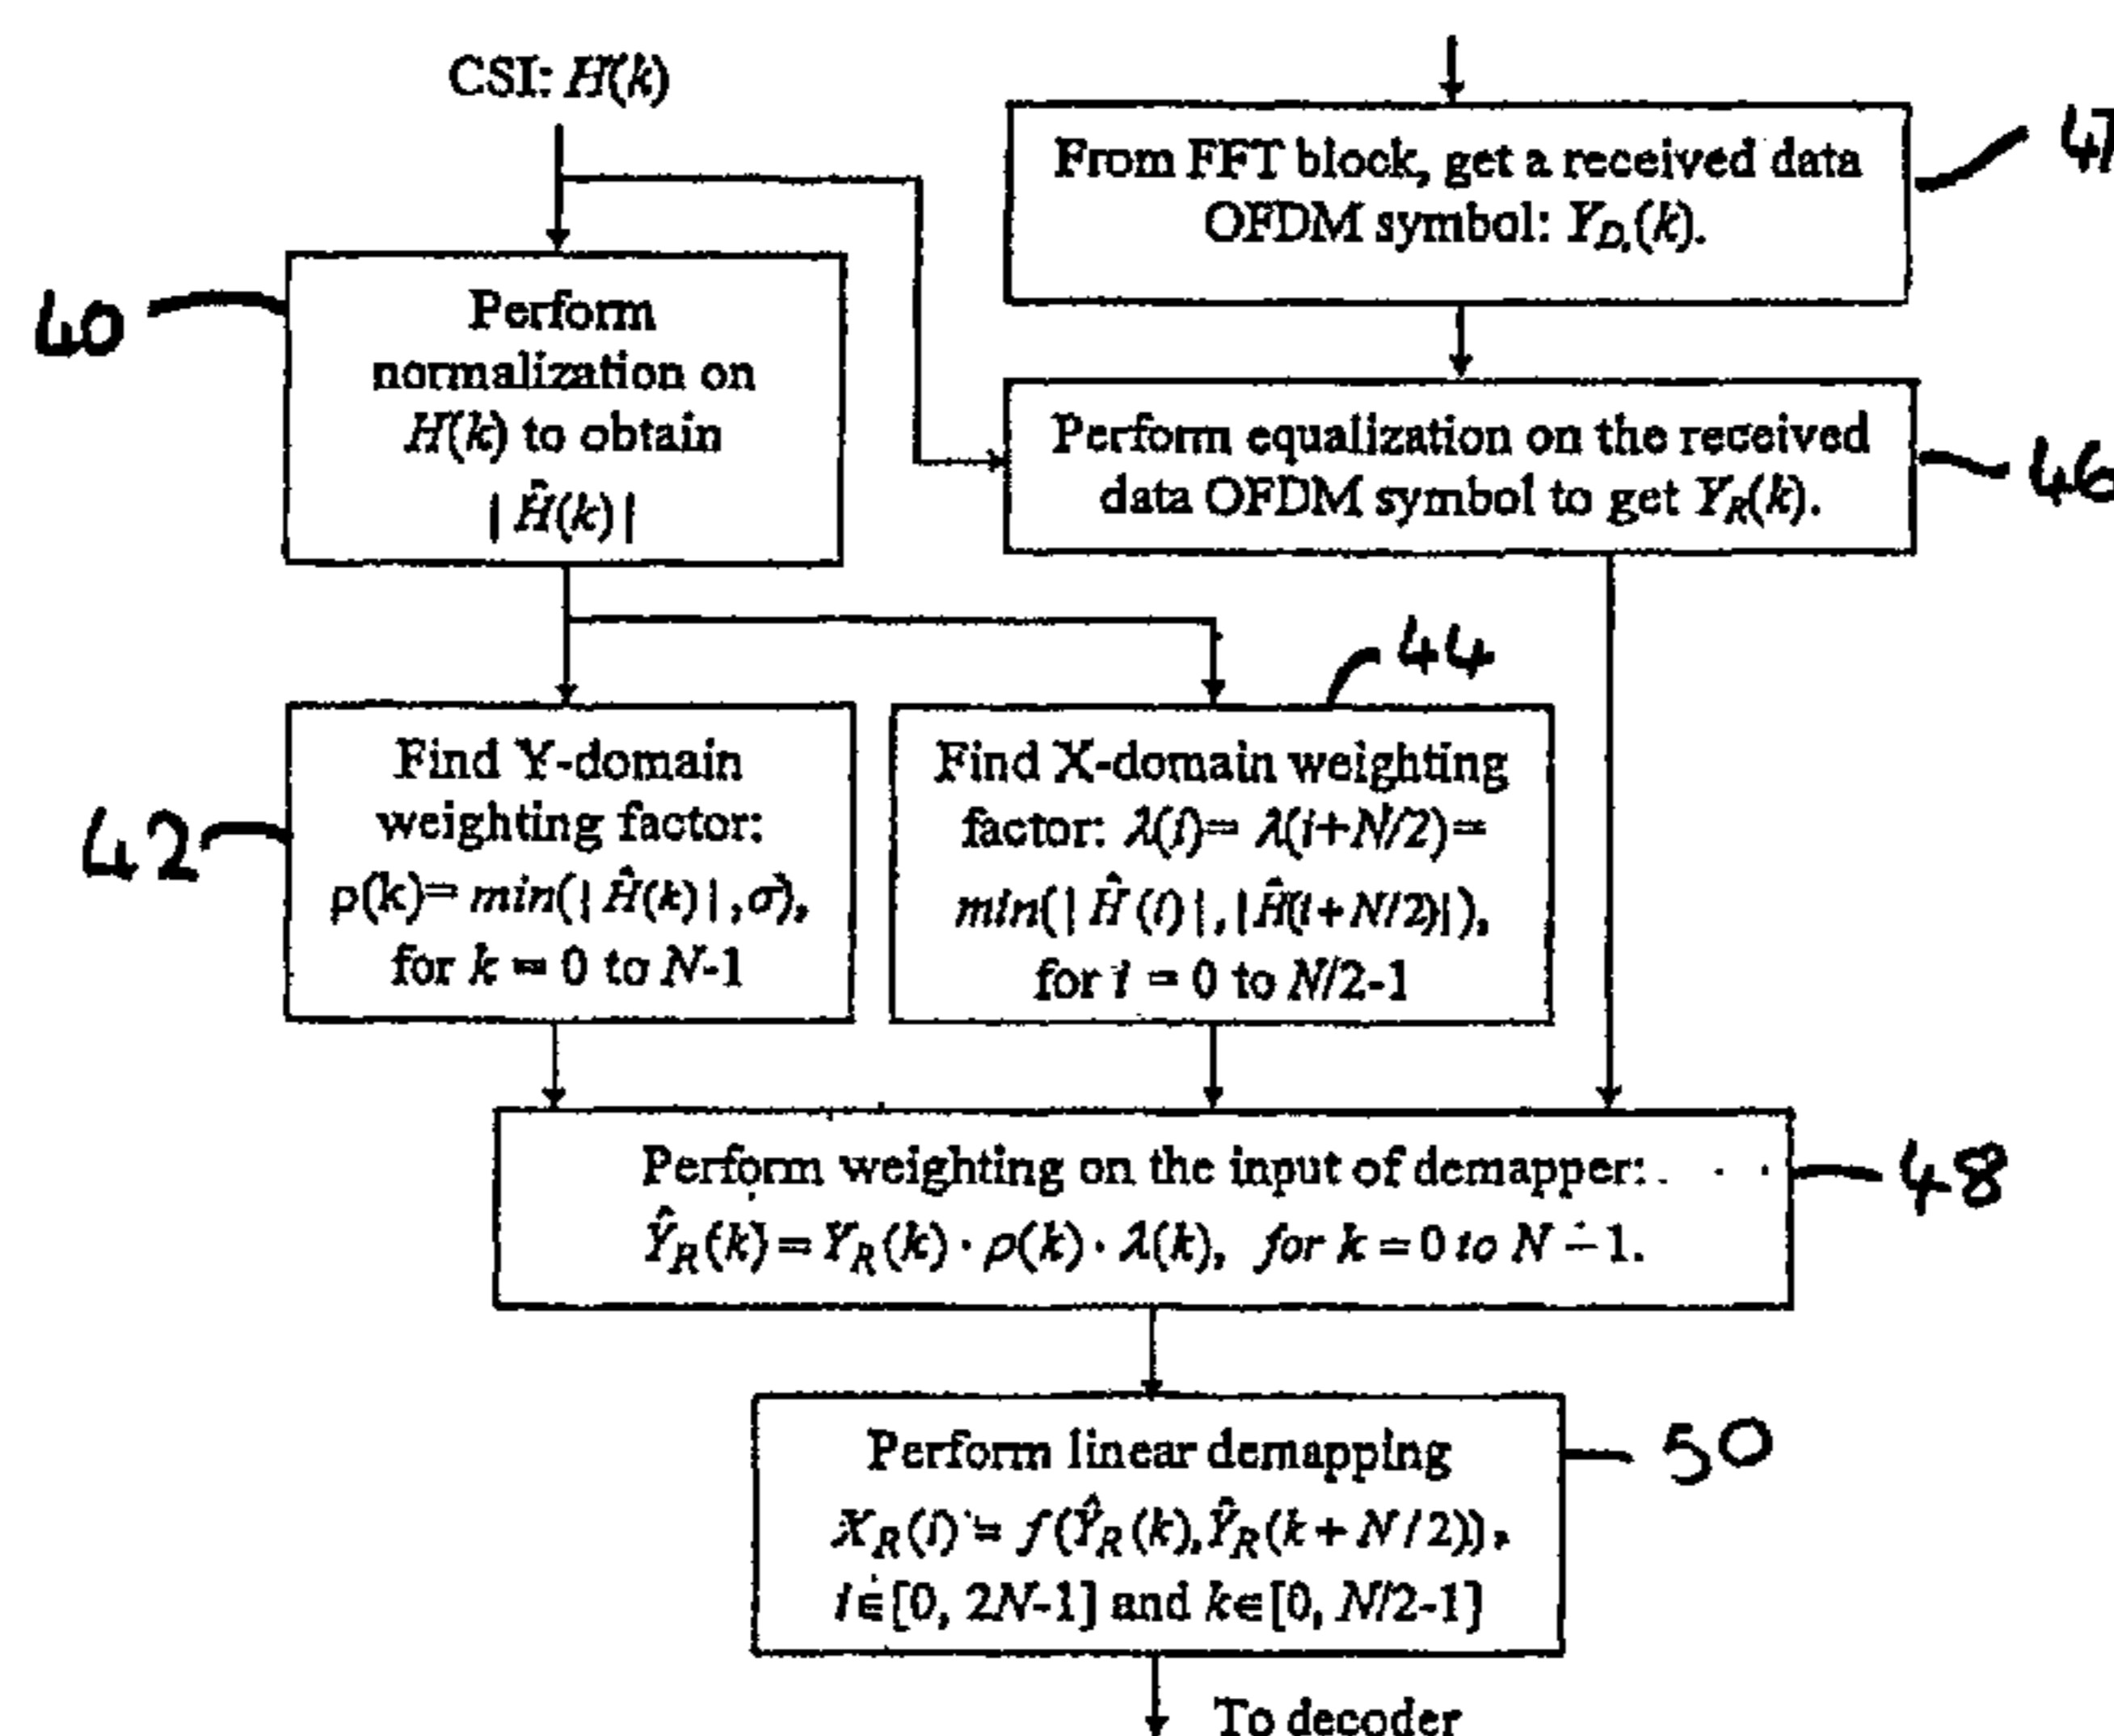 CSI: H(k)
From FFT block, get a received data
OFDM symbol: Y_D,(k).
47
40
Perform
normalization on
H(k) to obtain
| Ĥ(k) |
Perform equalization on the received
data OFDM symbol to get Y_R(k).
46
44
42
Find Y-domain
weighting factor:
ρ(k)= min(| Ĥ(k) | ,σ),
for k = 0 to N-1
Find X-domain weighting
factor: λ(i)= λ(i+N/2)=
min(| Ĥ (i) | , |Ĥ(i+N/2)|),
for i = 0 to N/2-1
Perform weighting on the input of demapper:
Ŷ_R(k) = Y_R(k) · ρ(k) · λ(k), for k = 0 to N − 1.
48
Perform linear demapping
X_R(i) = f(Ŷ_R(k), Ŷ_R(k + N / 2)),
i∈[0, 2N-1] and k∈[0, N/2-1]
50
To decoder